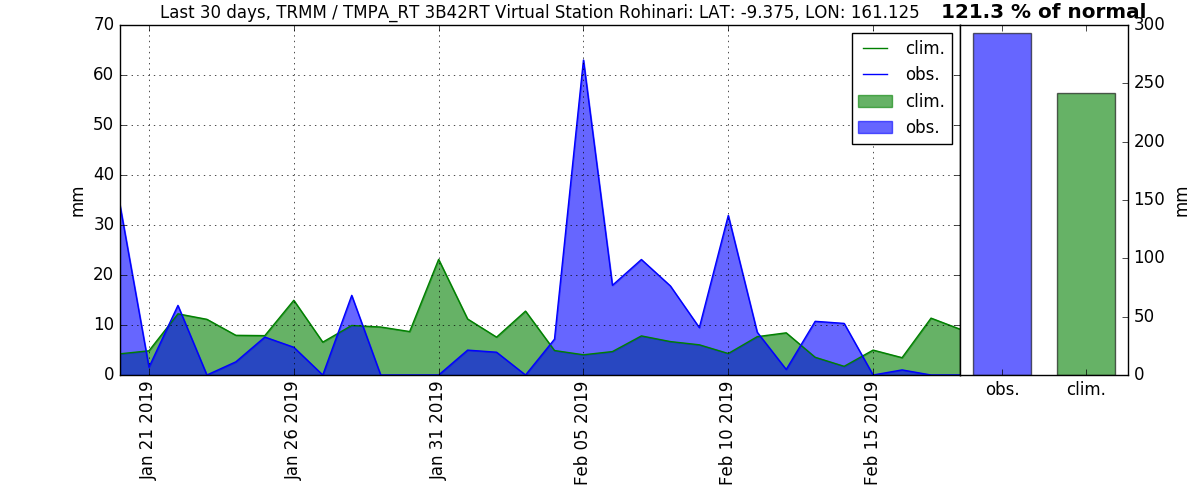 Last 30 days, TRMM / TMPA_RT 3B42RT Virtual Station Rohinari: LAT: -9.375, LON: 161.125
121.3 % of normal
70
60
50
40
30
20
10
0
mm
clim.
obs.
clim.
obs.
300
250
200
150
100
50
0
mm
Jan 21 2019
Jan 26 2019
Jan 31 2019
Feb 05 2019
Feb 10 2019
Feb 15 2019
obs.
clim.